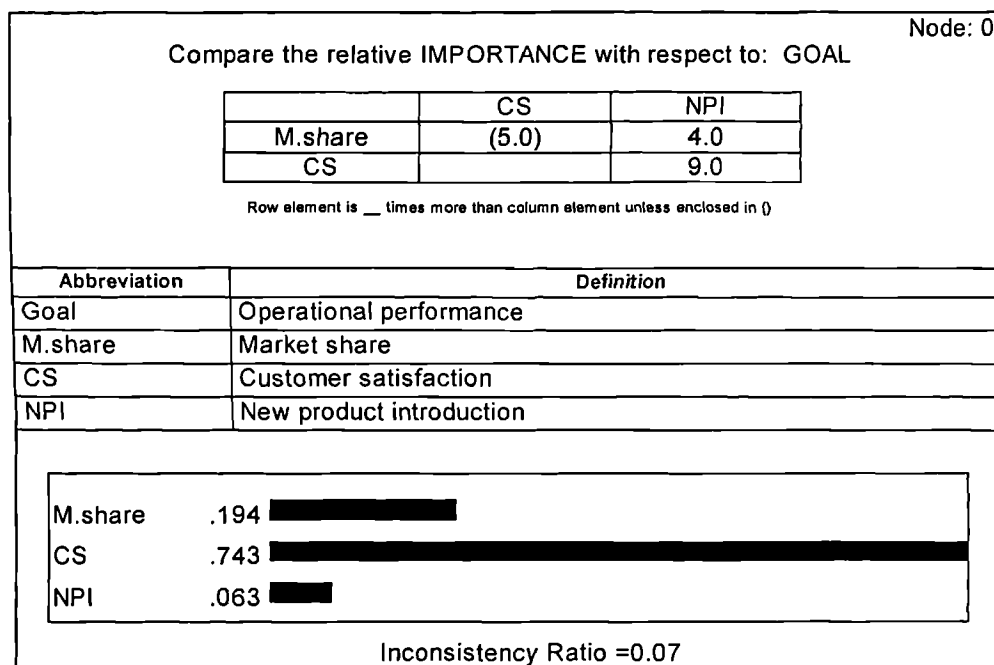 Node: 0
Compare the relative IMPORTANCE with respect to: GOAL
CS NPI
M.share (5.0) 4.0
CS 9.0
Row element is __ times more than column element unless enclosed in ()
Abbreviation Definition
Goal Operational performance
M.share Market share
CS Customer satisfaction
NPI New product introduction
M.share .194
CS .743
NPI .063
Inconsistency Ratio =0.07